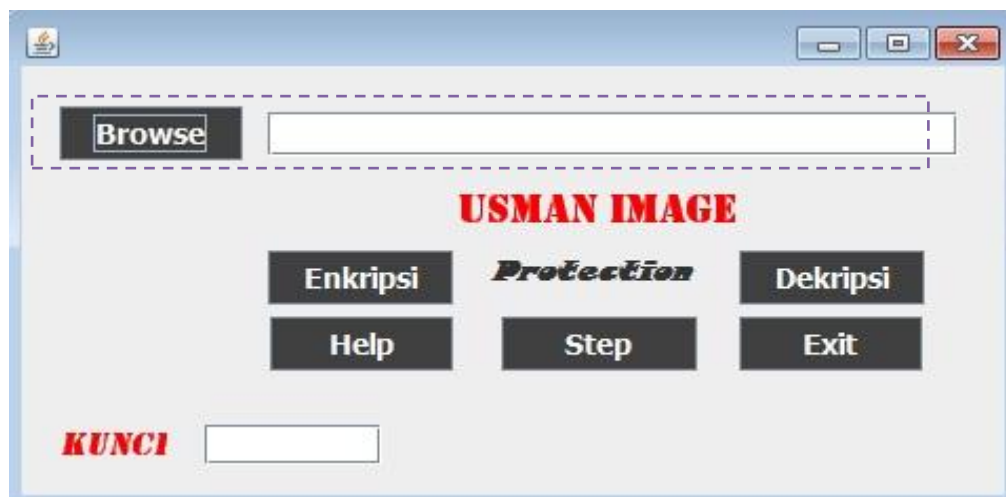 Browse
USMAN IMAGE
Enkripsi Protection Dekripsi
Help Step Exit
KUNCI